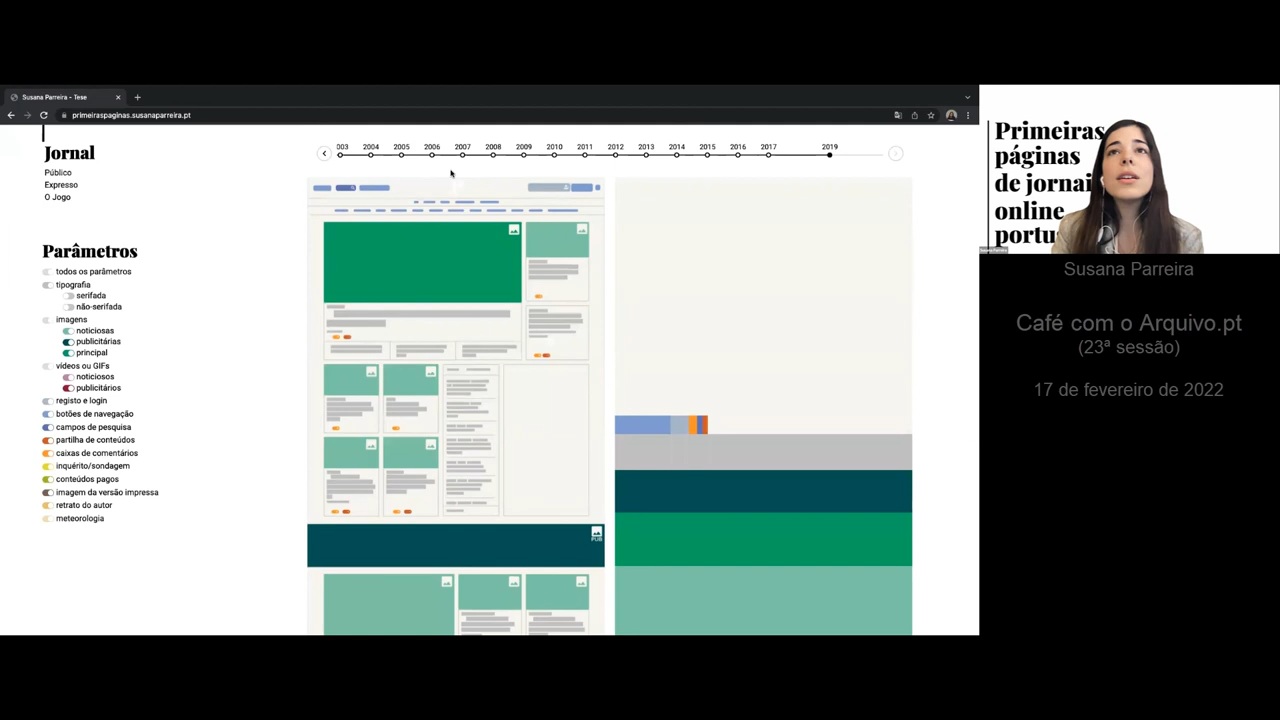 Susana Parreira - Tese
primeiraspaginas.susanaparreira.pt
Jornal
Público
Expresso
O Jogo
Parâmetros
todos os parâmetros
tipografia
serifada
não-serifada
imagens
noticiosas
publicitárias
principal
vídeos ou GIFs
noticiosos
publicitários
registo e login
botões de navegação
campos de pesquisa
partilha de conteúdos
caixas de comentários
inquérito/sondagem
conteúdos pagos
imagem da versão impressa
retrato do autor
meteorologia
003 2004 2005 2006 2007 2008 2009 2010 2011 2012 2013 2014 2015 2016 2017 2019
PUB
Primeiras
páginas
de jornai
online
portu
Susana Parreira
Café com o Arquivo.pt
(23ª sessão)
17 de fevereiro de 2022